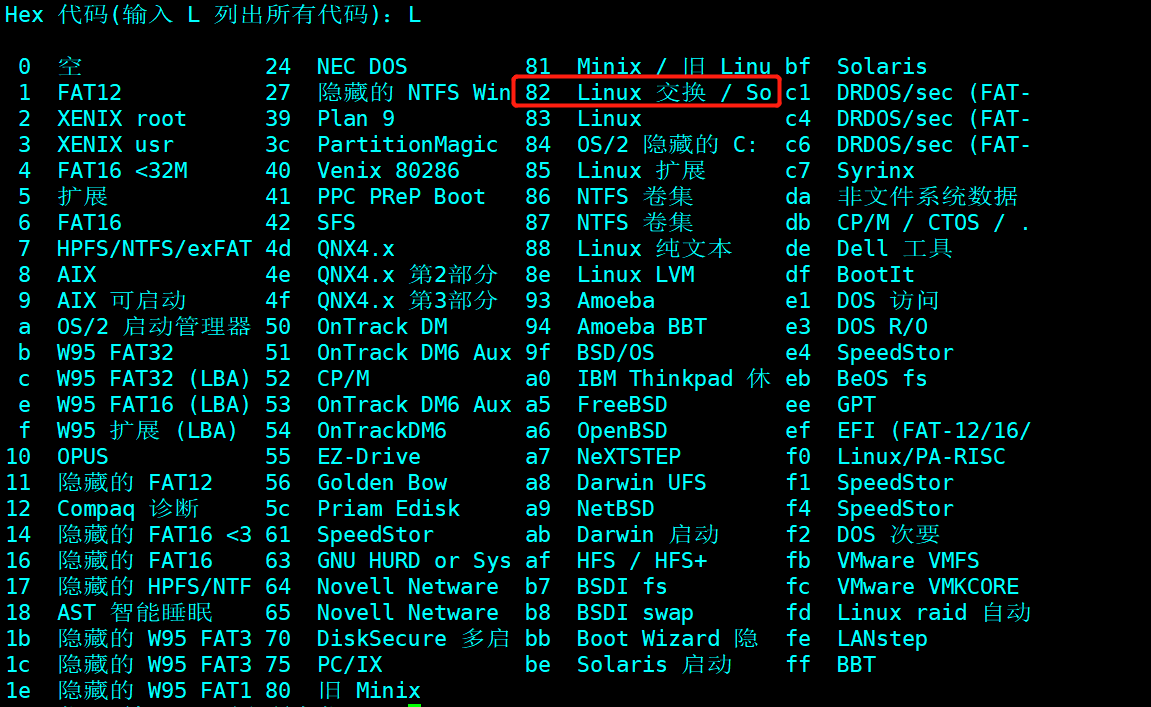 Hex 代码(输入 L 列出所有代码)：L
0 空 24 NEC DOS 81 Minix / 旧 Linu bf Solaris
1 FAT12 27 隐藏的 NTFS Win 82 Linux 交换 / So c1 DRDOS/sec (FAT-
2 XENIX root 39 Plan 9 83 Linux c4 DRDOS/sec (FAT-
3 XENIX usr 3c PartitionMagic 84 OS/2 隐藏的 C: c6 DRDOS/sec (FAT-
4 FAT16 <32M 40 Venix 80286 85 Linux 扩展 c7 Syrinx
5 扩展 41 PPC PReP Boot 86 NTFS 卷集 da 非文件系统数据
6 FAT16 42 SFS 87 NTFS 卷集 db CP/M / CTOS / .
7 HPFS/NTFS/exFAT 4d QNX4.x 88 Linux 纯文本 de Dell 工具
8 AIX 4e QNX4.x 第2部分 8e Linux LVM df BootIt
9 AIX 可启动 4f QNX4.x 第3部分 93 Amoeba e1 DOS 访问
a OS/2 启动管理器 50 OnTrack DM 94 Amoeba BBT e3 DOS R/O
b W95 FAT32 51 OnTrack DM6 Aux 9f BSD/OS e4 SpeedStor
c W95 FAT32 (LBA) 52 CP/M a0 IBM Thinkpad 休 eb BeOS fs
e W95 FAT16 (LBA) 53 OnTrack DM6 Aux a5 FreeBSD ee GPT
f W95 扩展 (LBA) 54 OnTrackDM6 a6 OpenBSD ef EFI (FAT-12/16/
10 OPUS 55 EZ-Drive a7 NeXTSTEP f0 Linux/PA-RISC
11 隐藏的 FAT12 56 Golden Bow a8 Darwin UFS f1 SpeedStor
12 Compaq 诊断 5c Priam Edisk a9 NetBSD f4 SpeedStor
14 隐藏的 FAT16 <3 61 SpeedStor ab Darwin 启动 f2 DOS 次要
16 隐藏的 FAT16 63 GNU HURD or Sys af HFS / HFS+ fb VMware VMFS
17 隐藏的 HPFS/NTF 64 Novell Netware b7 BSDI fs fc VMware VMKCORE
18 AST 智能睡眠 65 Novell Netware b8 BSDI swap fd Linux raid 自动
1b 隐藏的 W95 FAT3 70 DiskSecure 多启 bb Boot Wizard 隐 fe LANstep
1c 隐藏的 W95 FAT3 75 PC/IX be Solaris 启动 ff BBT
1e 隐藏的 W95 FAT1 80 旧 Minix